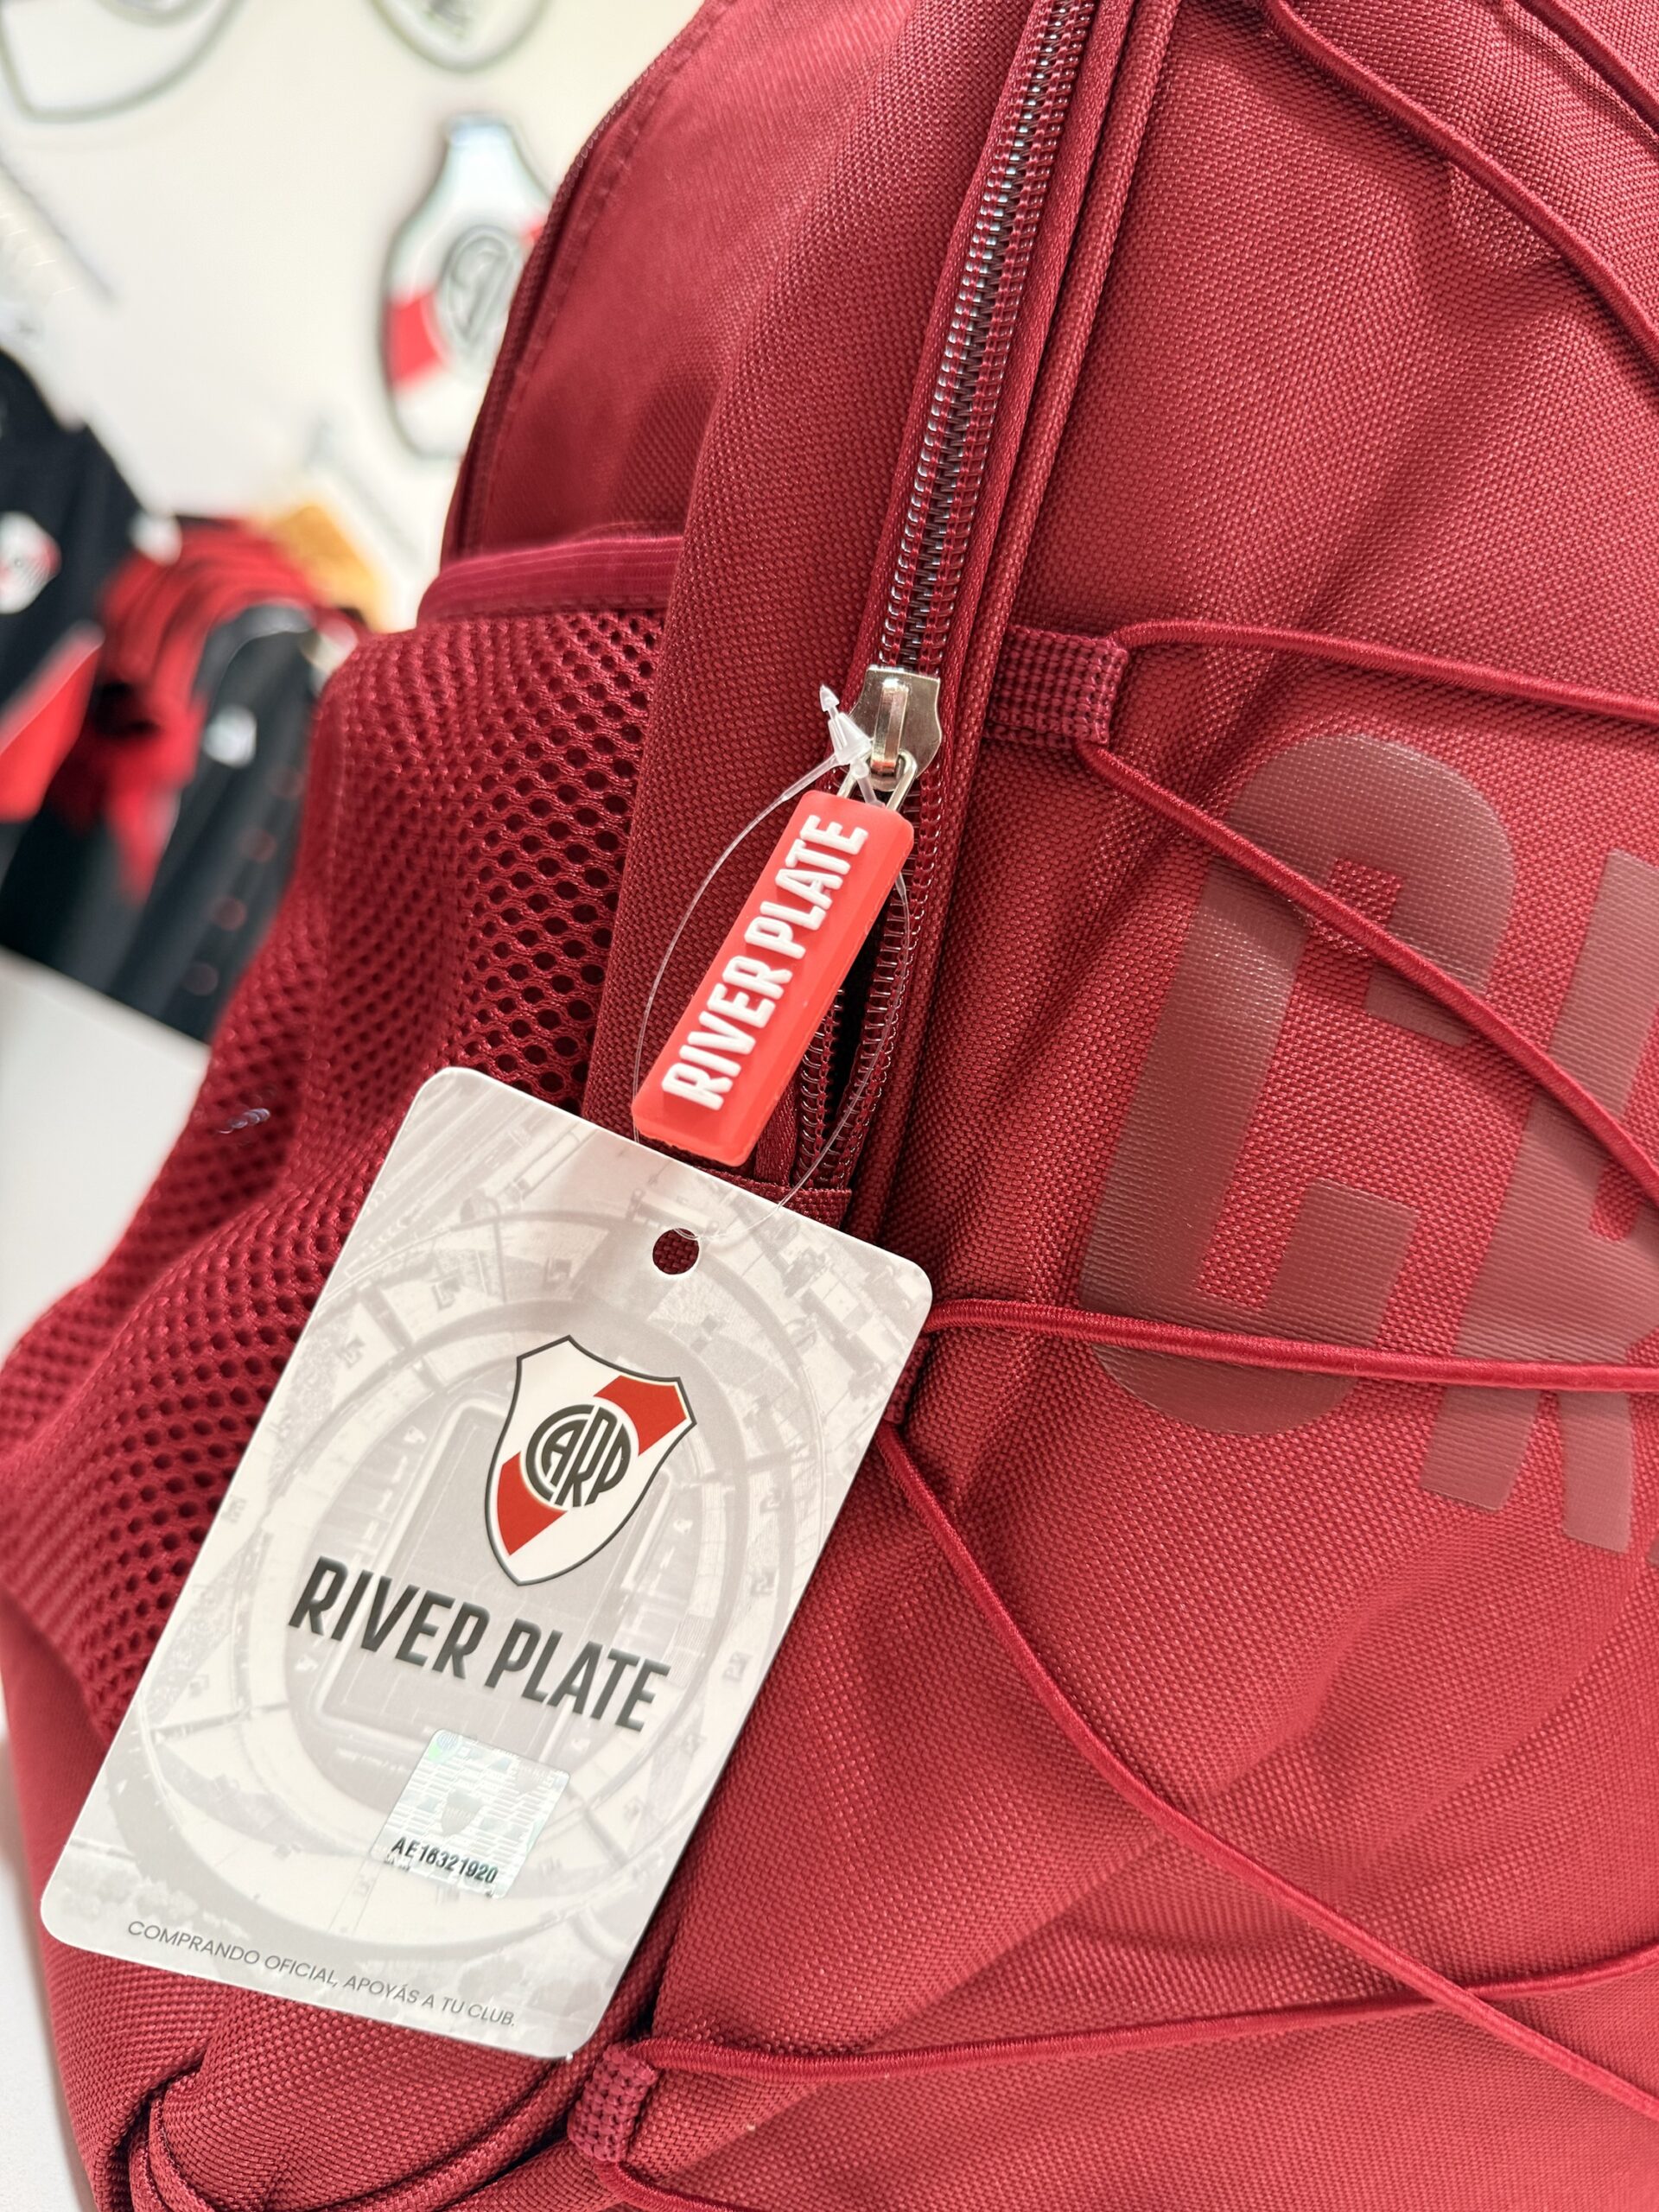 RIVER PLATE
CARP
RIVER PLATE
AE16321920
COMPRANDO OFICIAL, APOYÁS A TU CLUB.